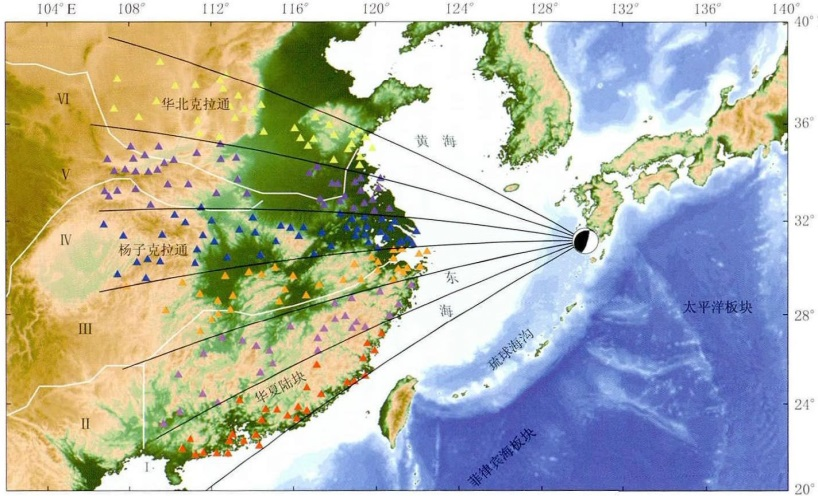 104°E 108° 112° 116° 120° 124° 128° 132° 136° 140°
40°
VI
华北克拉通
黄 海
36°
V
IV
杨子克拉通
32°
东
海
太平洋板块
28°
III
琉球海沟
华夏陆块
II
24°
菲律宾海板块
I
20°